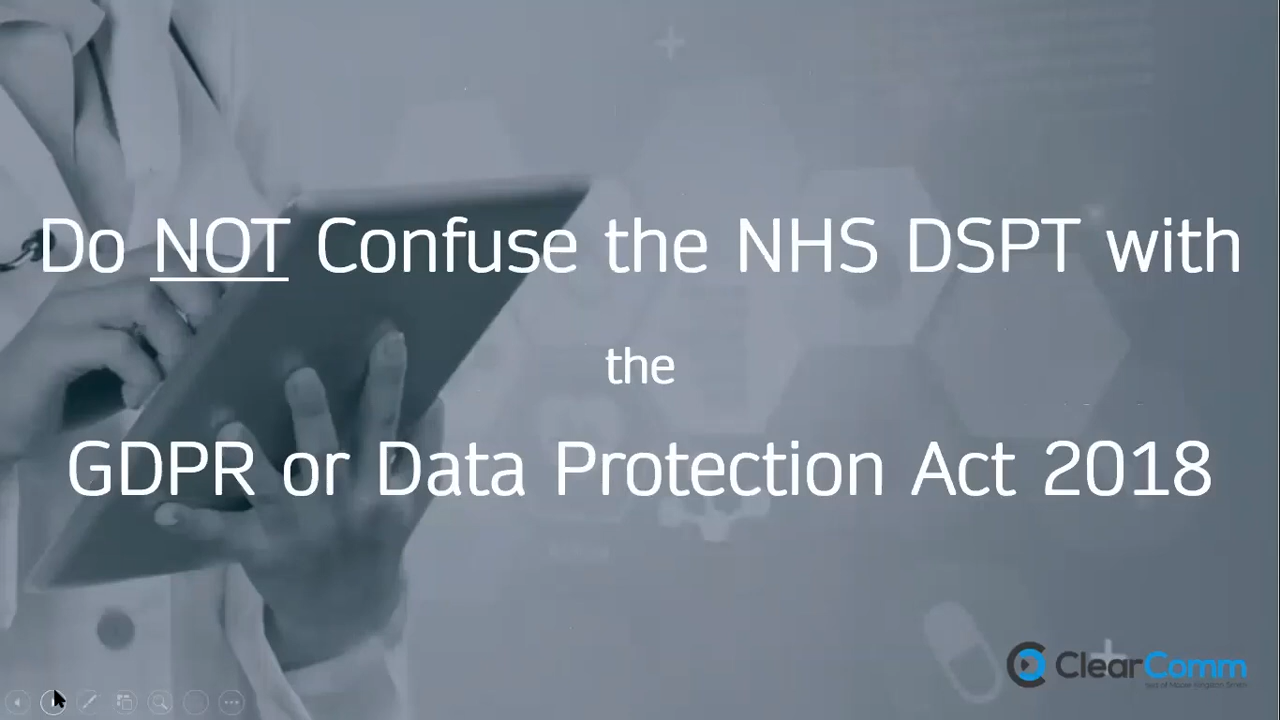 Do NOT Confuse the NHS DSPT with
the
GDPR or Data Protection Act 2018
ClearComm